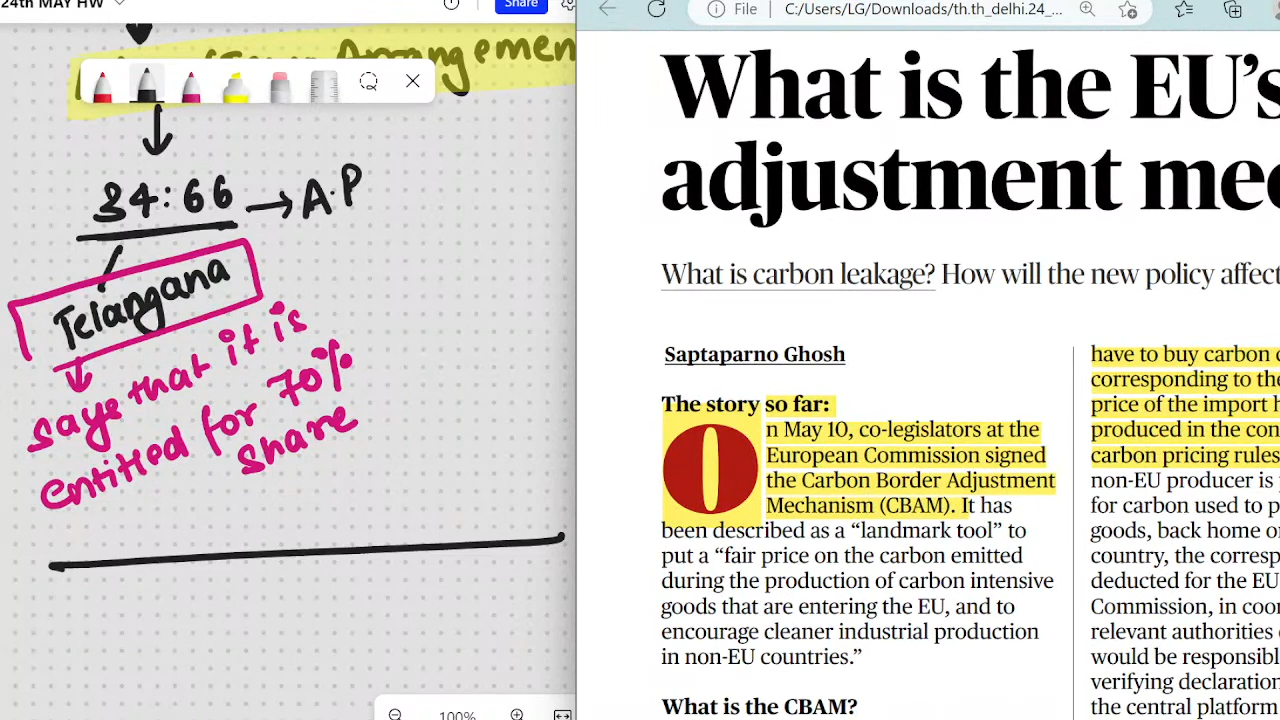 24th MAY HW
Share
Arrangemen
34:66 → A.P
Telangana
says that it is
entitled for 70%
share
100%
File
C:/Users/LG/Downloads/th.th_delhi.24_...
What is the EU's
adjustment mec
What is carbon leakage? How will the new policy affect
Saptaparno Ghosh
The story so far:
On May 10, co-legislators at the
European Commission signed
the Carbon Border Adjustment
Mechanism (CBAM). It has
been described as a “landmark tool” to
put a “fair price on the carbon emitted
during the production of carbon intensive
goods that are entering the EU, and to
encourage cleaner industrial production
in non-EU countries.”
What is the CBAM?
have to buy carbon c
corresponding to the
price of the import h
produced in the con
carbon pricing rules
non-EU producer is
for carbon used to p
goods, back home or
country, the corresp
deducted for the EU
Commission, in coor
relevant authorities
would be responsibl
verifying declaration
the central platform